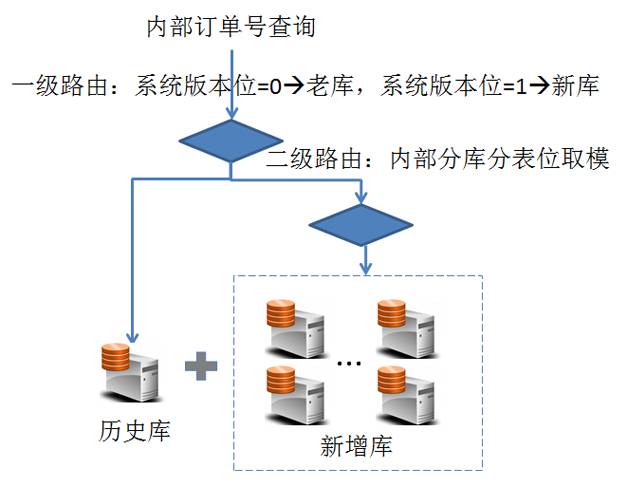 内部订单号查询
一级路由：系统版本位=0→老库，系统版本位=1→新库
二级路由：内部分库分表位取模
...
历史库
新增库